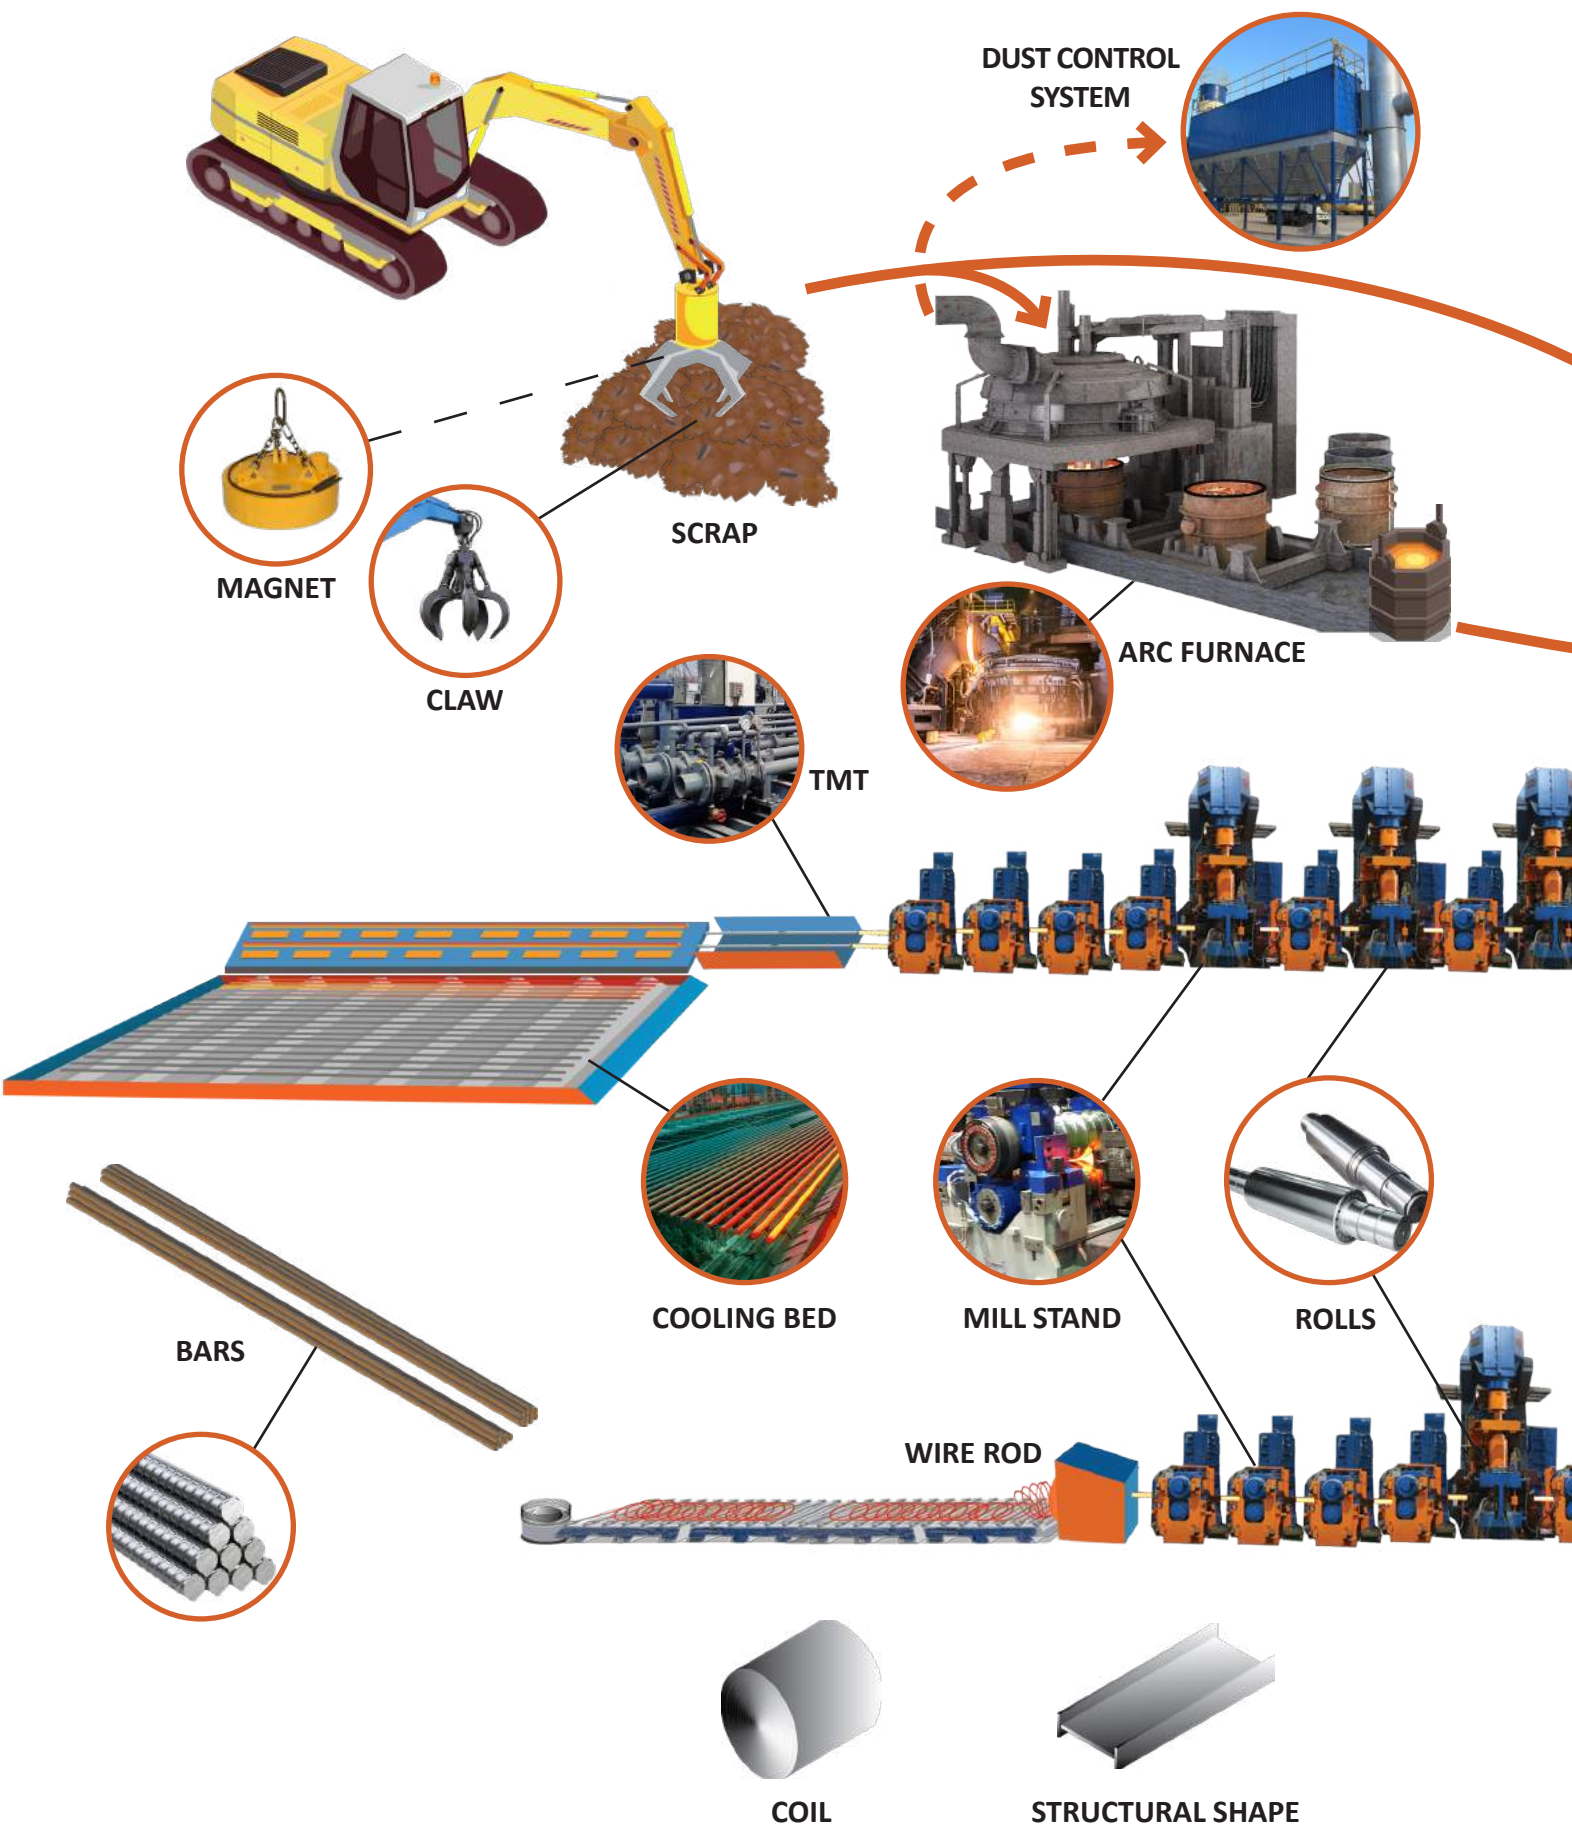 DUST CONTROL
SYSTEM
SCRAP
MAGNET
CLAW
ARC FURNACE
TMT
COOLING BED
MILL STAND
ROLLS
BARS
WIRE ROD
COIL
STRUCTURAL SHAPE